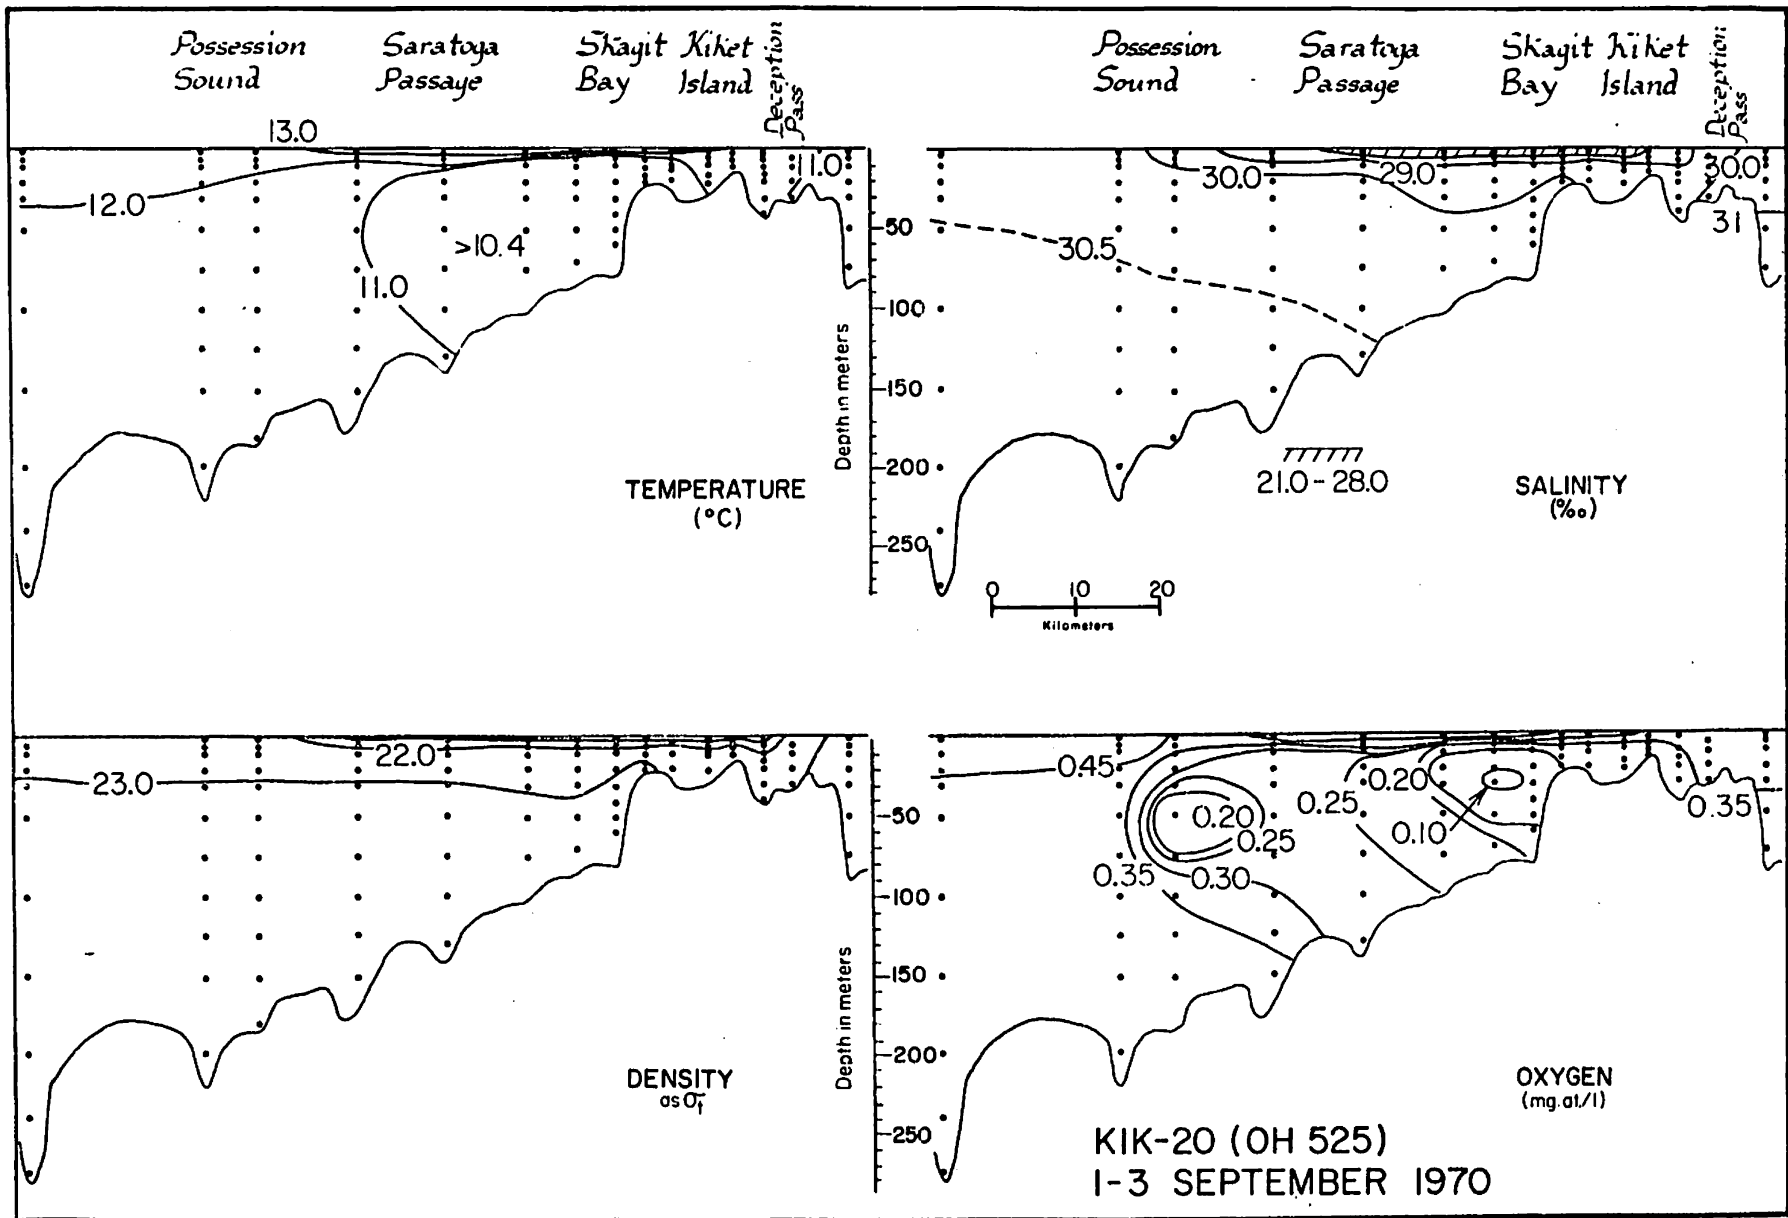 Possession Sound
Saratoga Passage
Skagit Bay
Kiket Island
Deception Pass
13.0
12.0
11.0
>10.4
11.0
TEMPERATURE
(°C)
Depth in meters
-50
-100
-150
-200
-250
Possession Sound
Saratoga Passage
Skagit Bay
Kiket Island
Deception Pass
30.0
29.0
30.0
31
30.5
21.0-28.0
SALINITY
(‰)
0 10 20
Kilometers
22.0
23.0
DENSITY
as σt
Depth in meters
-50
-100
-150
-200
-250
0.45
0.20
0.25
0.35
0.30
0.25
0.20
0.10
0.35
OXYGEN
(mg.at./l)
KIK-20 (OH 525)
1-3 SEPTEMBER 1970